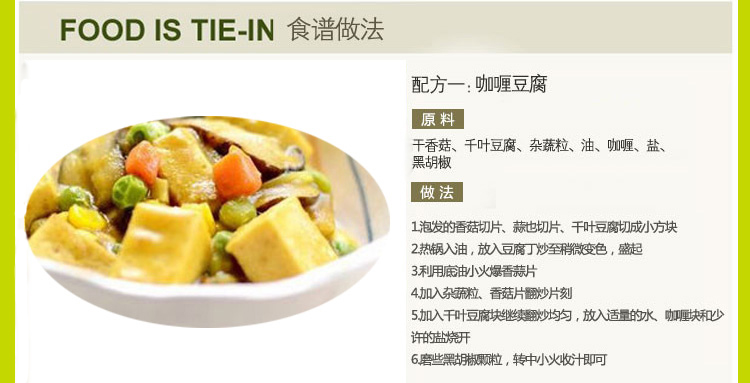 FOOD IS TIE-IN 食谱做法
配方一: 咖喱豆腐
原 料
干香菇、千叶豆腐、杂蔬粒、油、咖喱、盐、
黑胡椒
做 法
1.泡发的香菇切片、蒜也切片、千叶豆腐切成小方块
2.热锅入油，放入豆腐丁炒至稍微变色，盛起
3.利用底油小火爆香蒜片
4.加入杂蔬粒、香菇片翻炒片刻
5.加入千叶豆腐块继续翻炒均匀，放入适量的水、咖喱块和少
许的盐烧开
6.磨些黑胡椒颗粒，转中小火收汁即可